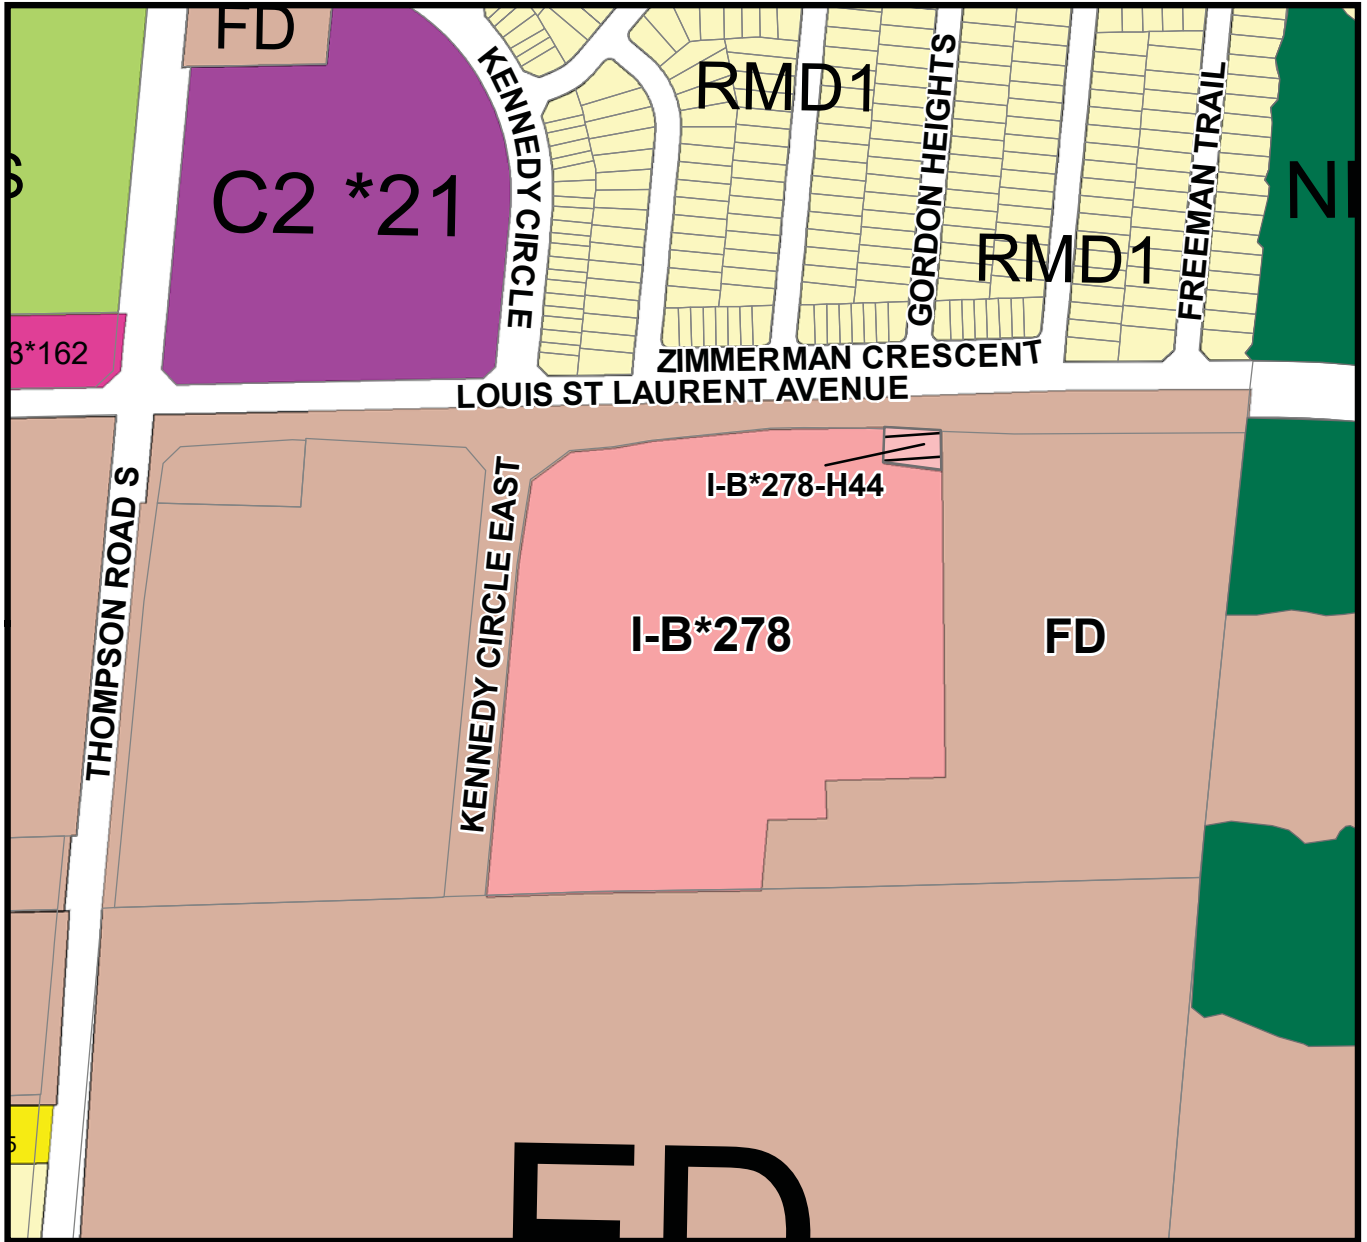 FD
KENNEDY CIRCLE
RMD1
GORDON HEIGHTS
FREEMAN TRAIL
C2 *21
RMD1
3*162
ZIMMERMAN CRESCENT
LOUIS ST LAURENT AVENUE
THOMPSON ROAD S
KENNEDY CIRCLE EAST
I-B*278-H44
I-B*278
FD
FD